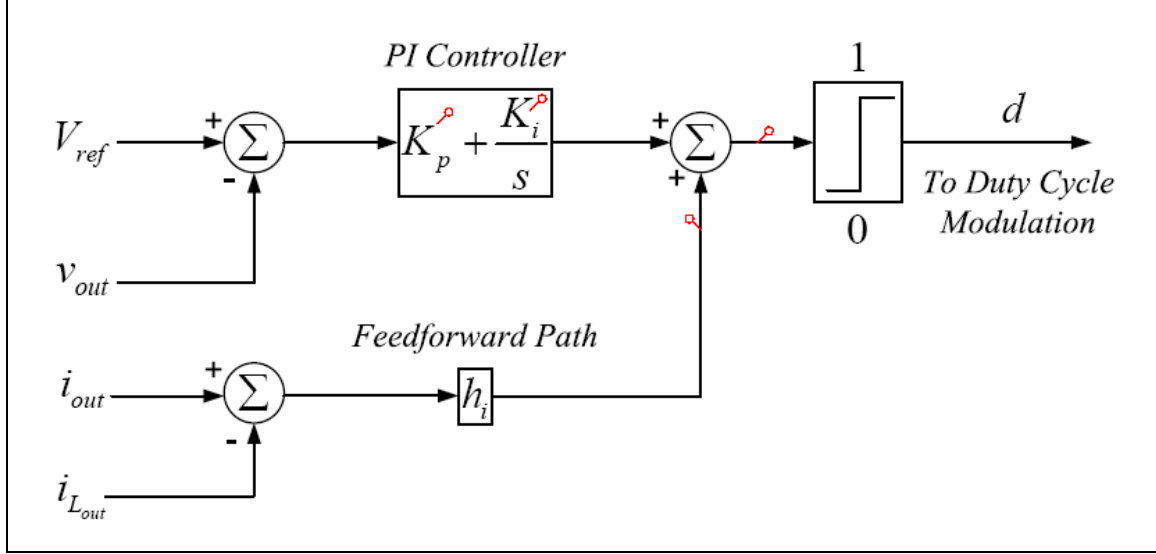 PI Controller
1
V_ref
+
-
Σ
K_p + K_i/s
+
+
Σ
d
To Duty Cycle
Modulation
0
v_out
Feedforward Path
i_out
+
-
Σ
h_i
i_L_out